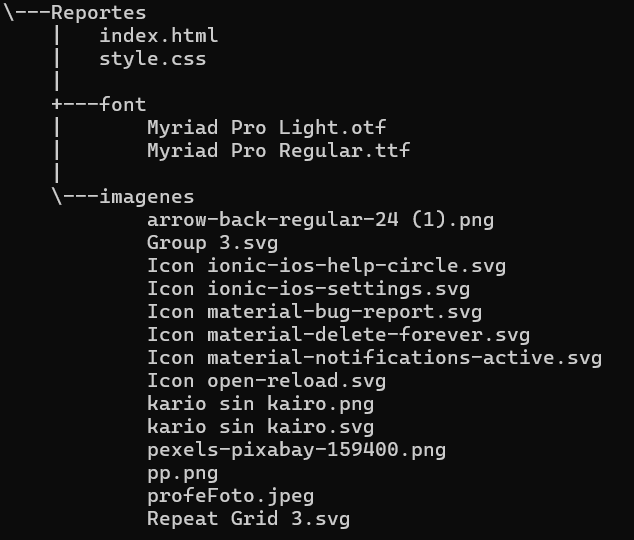 \---Reportes
    |   index.html
    |   style.css
    |
    +---font
    |       Myriad Pro Light.otf
    |       Myriad Pro Regular.ttf
    |
    \---imagenes
            arrow-back-regular-24 (1).png
            Group 3.svg
            Icon ionic-ios-help-circle.svg
            Icon ionic-ios-settings.svg
            Icon material-bug-report.svg
            Icon material-delete-forever.svg
            Icon material-notifications-active.svg
            Icon open-reload.svg
            kario sin kairo.png
            kario sin kairo.svg
            pexels-pixabay-159400.png
            pp.png
            profeFoto.jpeg
            Repeat Grid 3.svg